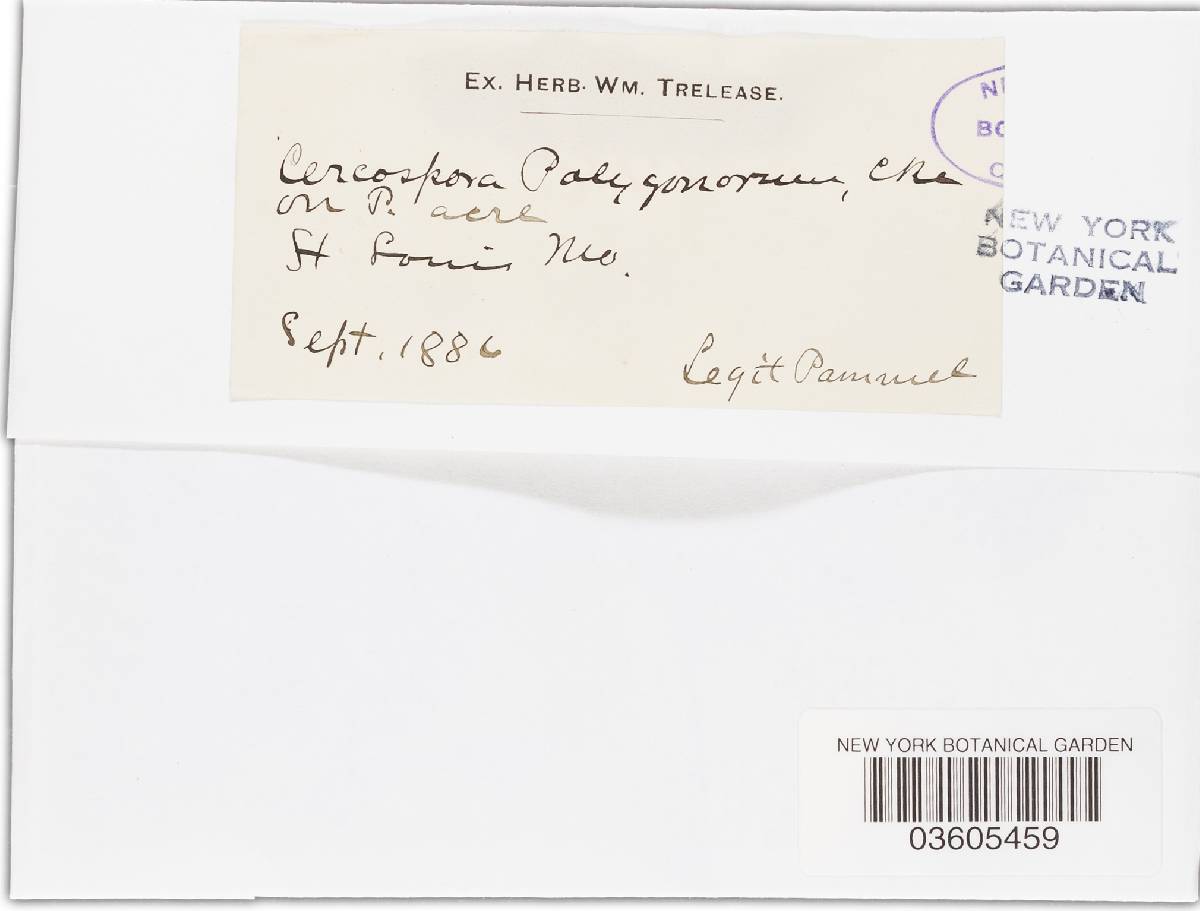 EX. HERB. WM. TRELEASE.
Cercospora Polygonorum, Cke
on P. acre
St Louis Mo.
Sept. 1886
Legit Pammel
NEW YORK
BOTANICAL
GARDEN
NEW YORK BOTANICAL GARDEN
03605459